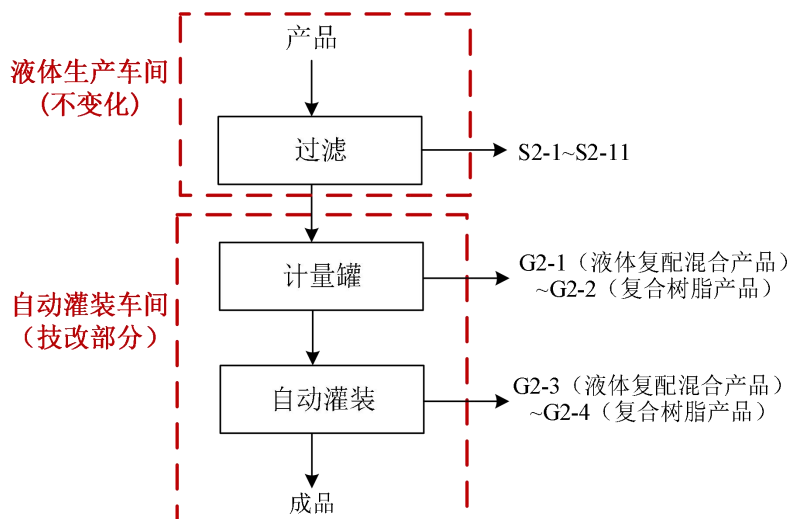 产品
液体生产车间
(不变化)
过滤
S2-1~S2-11
计量罐
G2-1（液体复配混合产品）
~G2-2（复合树脂产品）
自动灌装车间
（技改部分）
自动灌装
G2-3（液体复配混合产品）
~G2-4（复合树脂产品）
成品